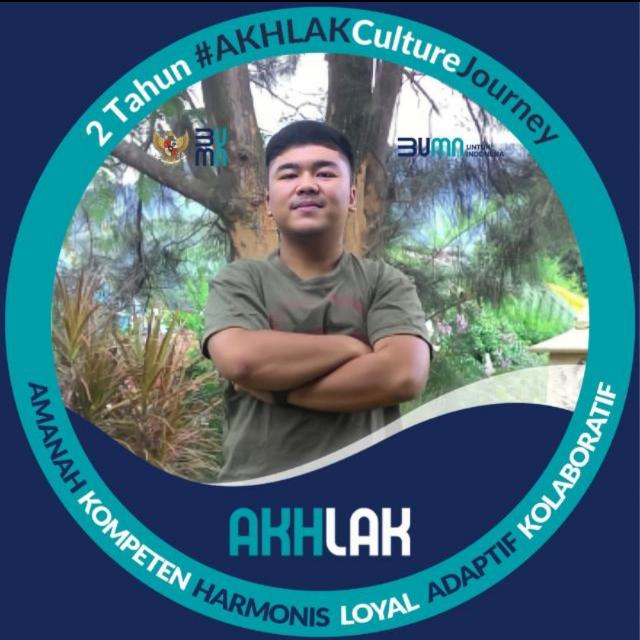 2 Tahun #AKHLAKCultureJourney
BUMN
BUMN UNTUK INDONESIA
AKHLAK
AMANAH KOMPETEN HARMONIS LOYAL ADAPTIF KOLABORATIF